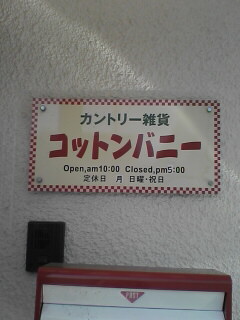 カントリー雑貨
コットンバニー
Open,am10:00 Closed,pm5:00
定休日 月 日曜・祝日
POST